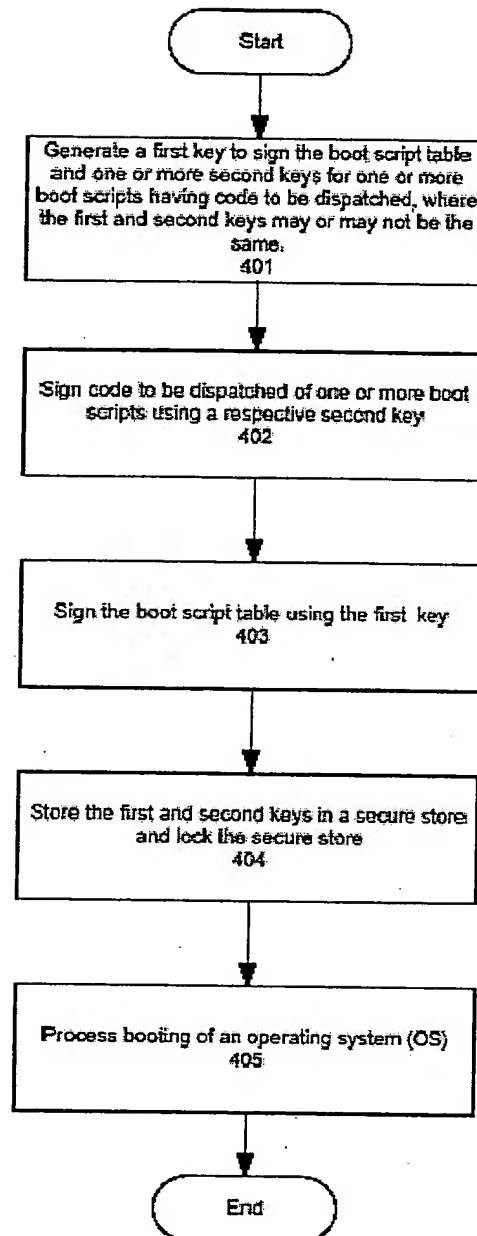 Start
Generate a first key to sign the boot script table
and one or more second keys for one or more
boot scripts having code to be dispatched, where
the first and second keys may or may not be the
same.
401
Sign code to be dispatched of one or more boot
scripts using a respective second key
402
Sign the boot script table using the first key
403
Store the first and second keys in a secure store
and lock the secure store
404
Process booting of an operating system (OS)
405
End